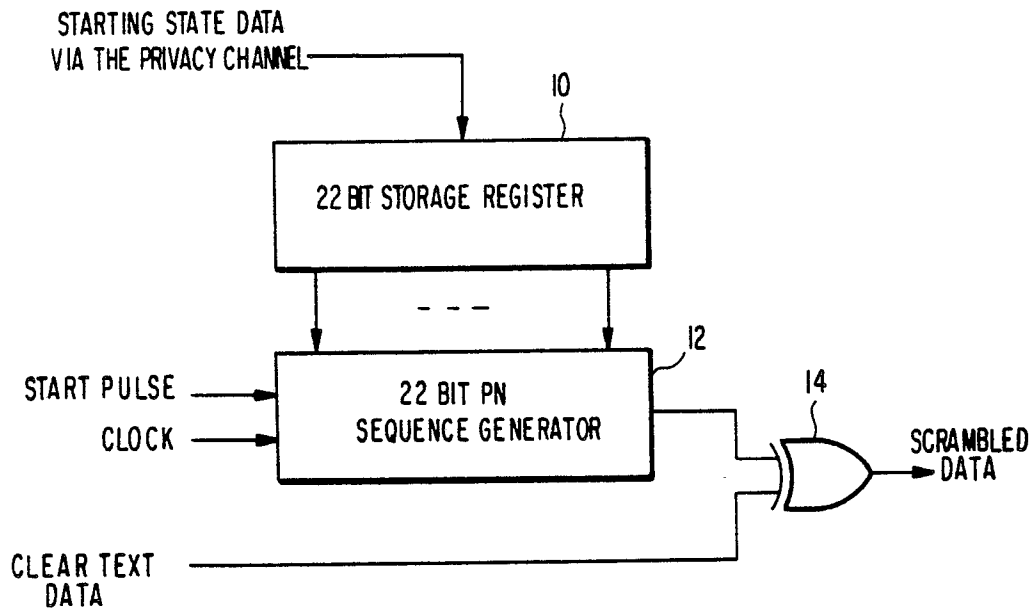 STARTING STATE DATA
VIA THE PRIVACY CHANNEL
10
22 BIT STORAGE REGISTER
12
START PULSE
22 BIT PN
SEQUENCE GENERATOR
CLOCK
14
SCRAMBLED
DATA
CLEAR TEXT
DATA